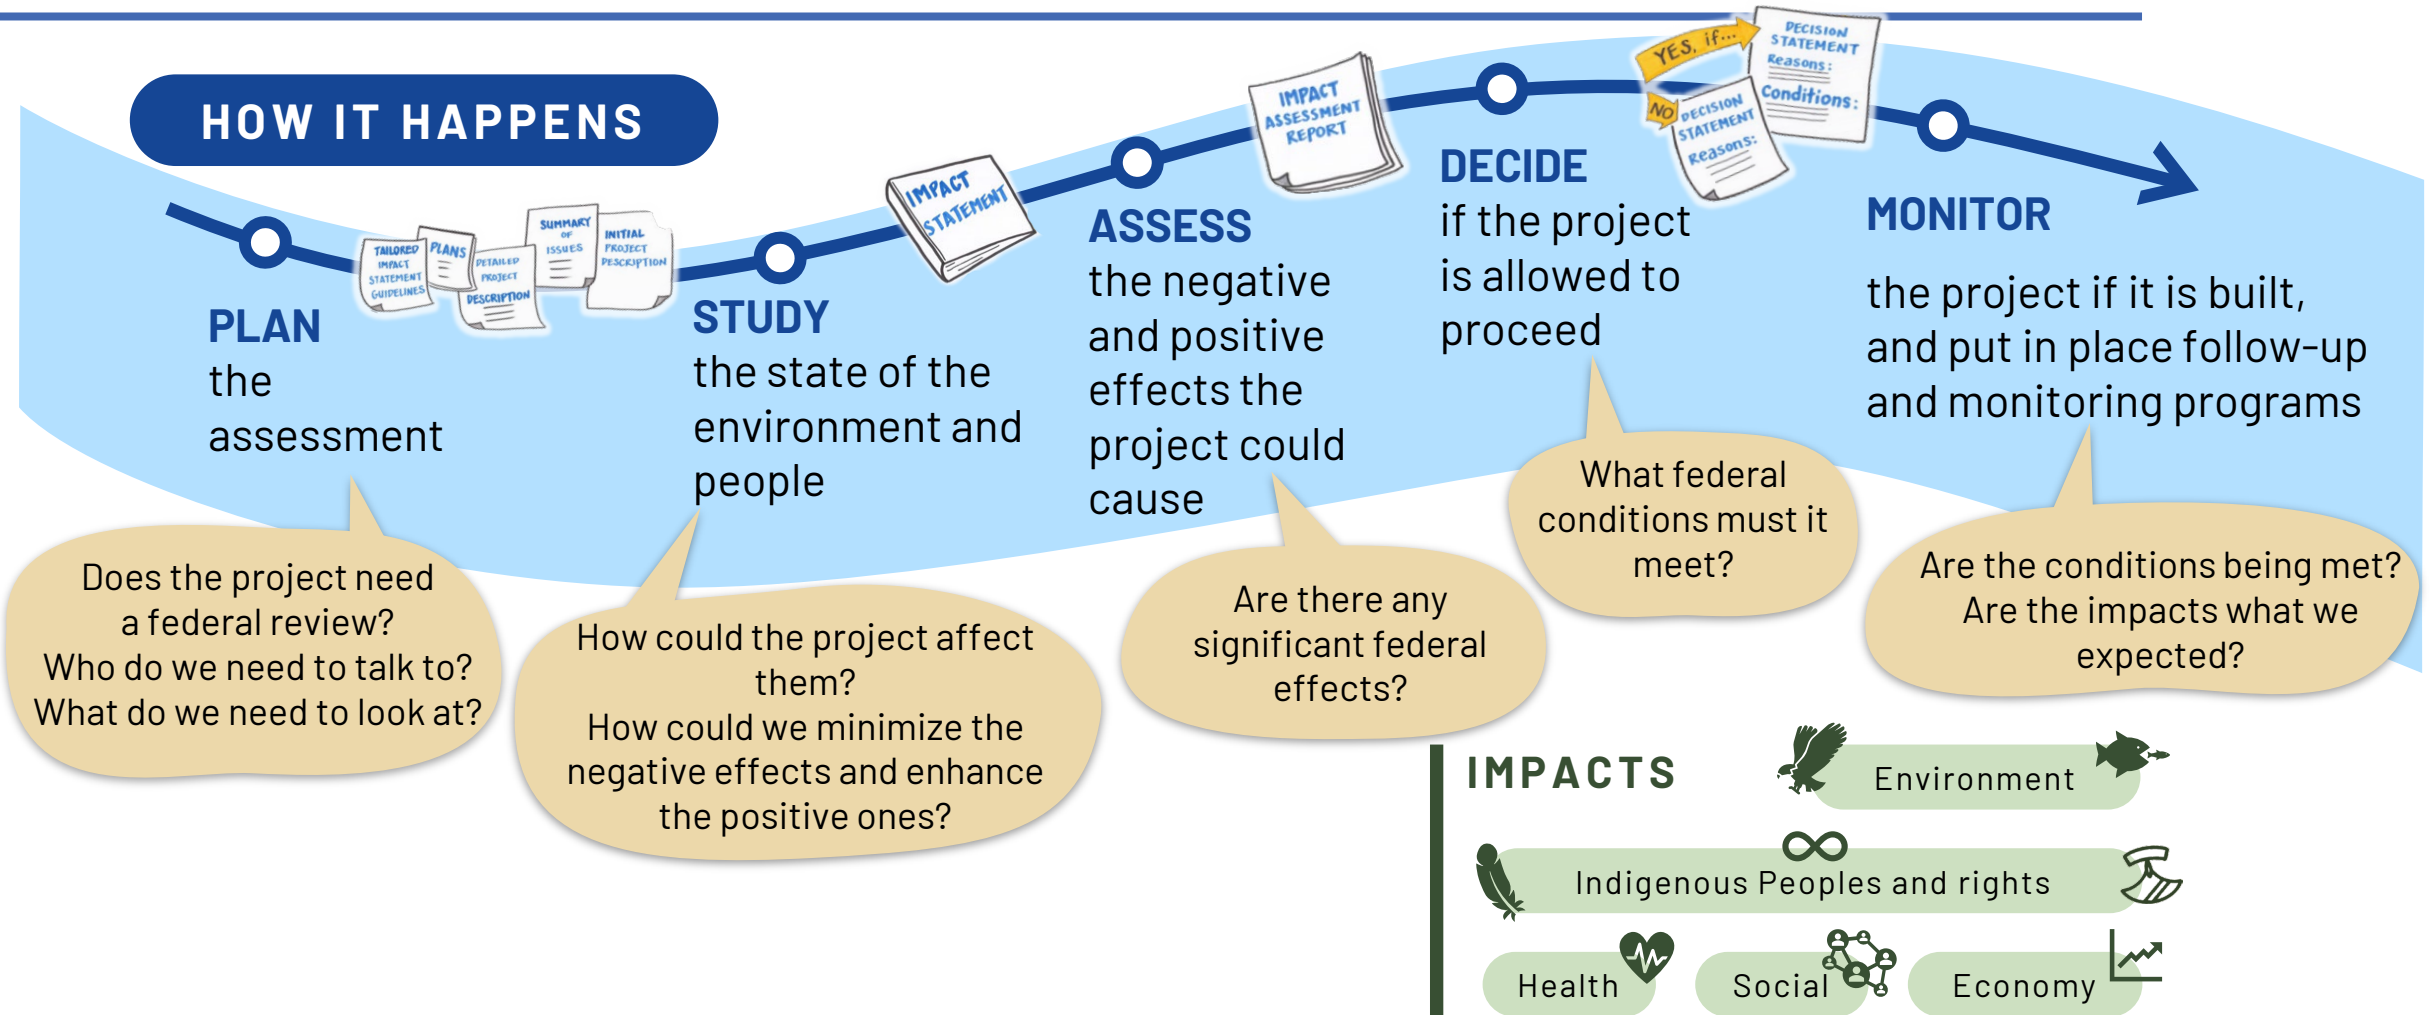 HOW IT HAPPENS
PLAN
the
assessment
TAILORED
IMPACT
STATEMENT
GUIDELINES
PLANS
DETAILED
PROJECT
DESCRIPTION
SUMMARY
OF
ISSUES
INITIAL
PROJECT
DESCRIPTION
Does the project need
a federal review?
Who do we need to talk to?
What do we need to look at?
STUDY
the state of the
environment and
people
IMPACT
STATEMENT
How could the project affect
them?
How could we minimize the
negative effects and enhance
the positive ones?
ASSESS
the negative
and positive
effects the
project could
cause
IMPACT
ASSESSMENT
REPORT
Are there any
significant federal
effects?
DECIDE
if the project
is allowed to
proceed
YES, if...
DECISION
STATEMENT
Reasons:
Conditions:
NO
DECISION
STATEMENT
Reasons:
What federal
conditions must it
meet?
MONITOR
the project if it is built,
and put in place follow-up
and monitoring programs
Are the conditions being met?
Are the impacts what we
expected?
IMPACTS
Environment
Indigenous Peoples and rights
Health
Social
Economy